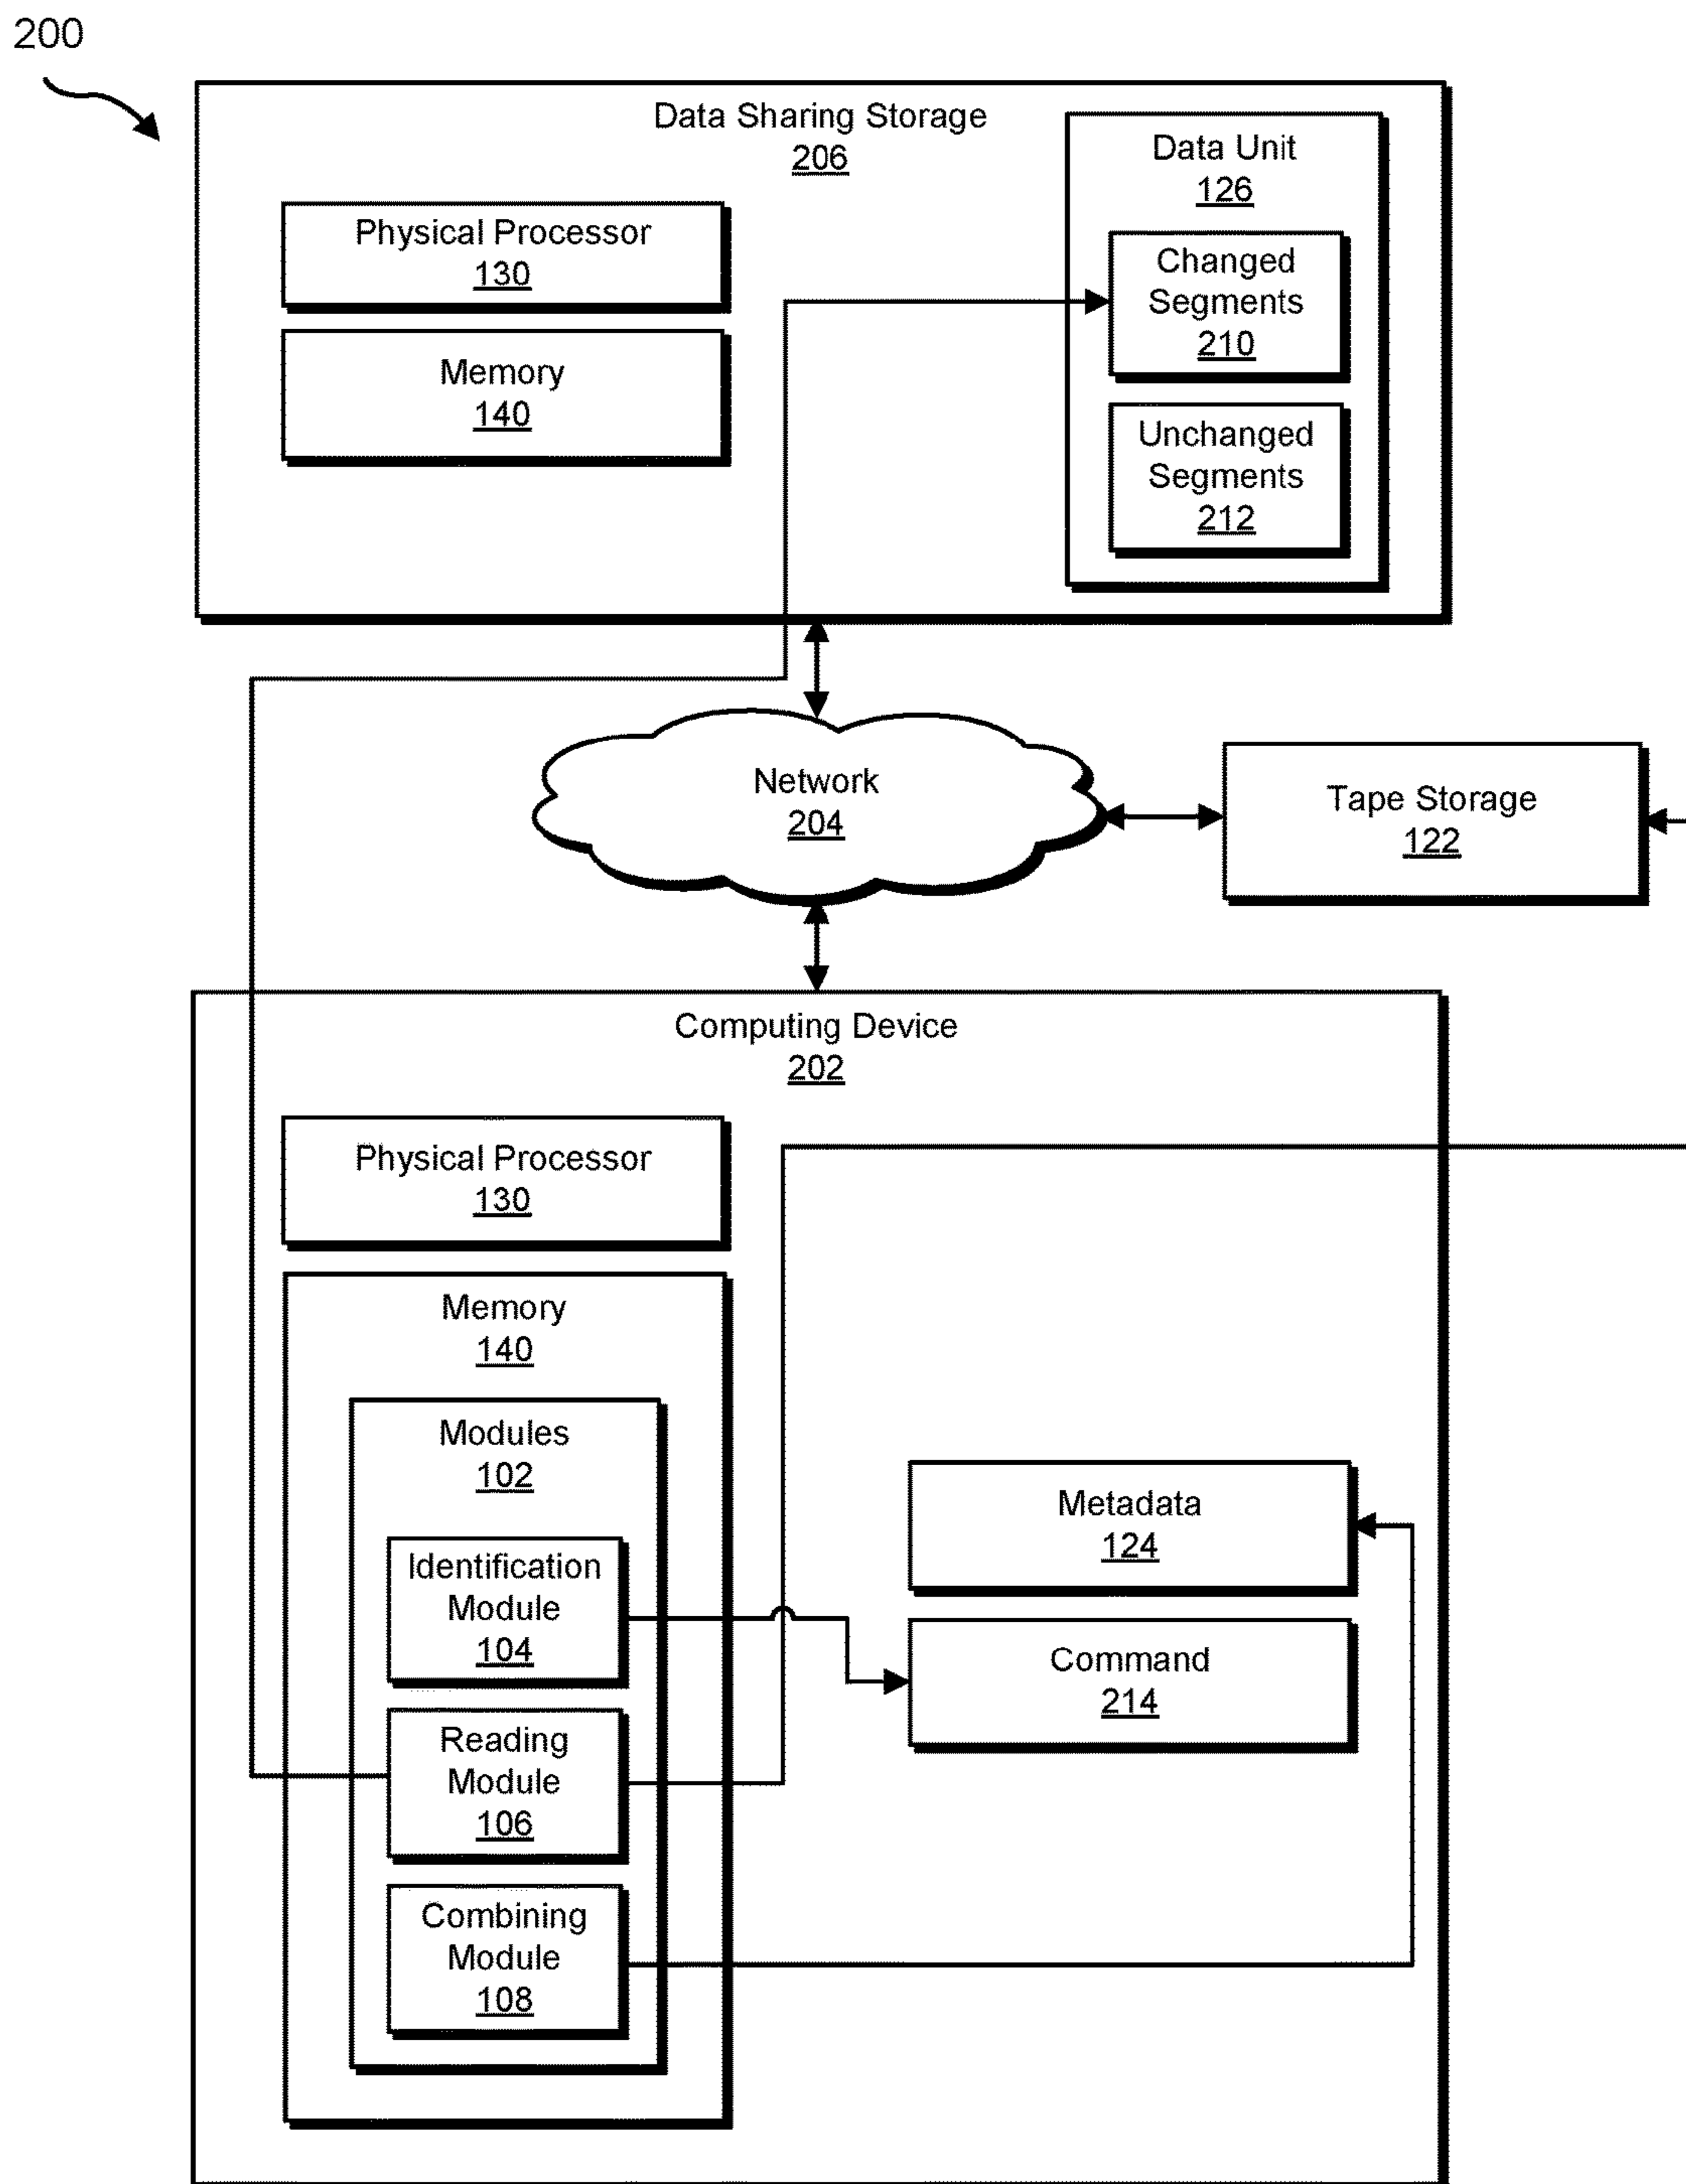 200
Data Sharing Storage
206
Physical Processor
130
Memory
140
Data Unit
126
Changed
Segments
210
Unchanged
Segments
212
Network
204
Tape Storage
122
Computing Device
202
Physical Processor
130
Memory
140
Modules
102
Identification
Module
104
Reading
Module
106
Combining
Module
108
Metadata
124
Command
214